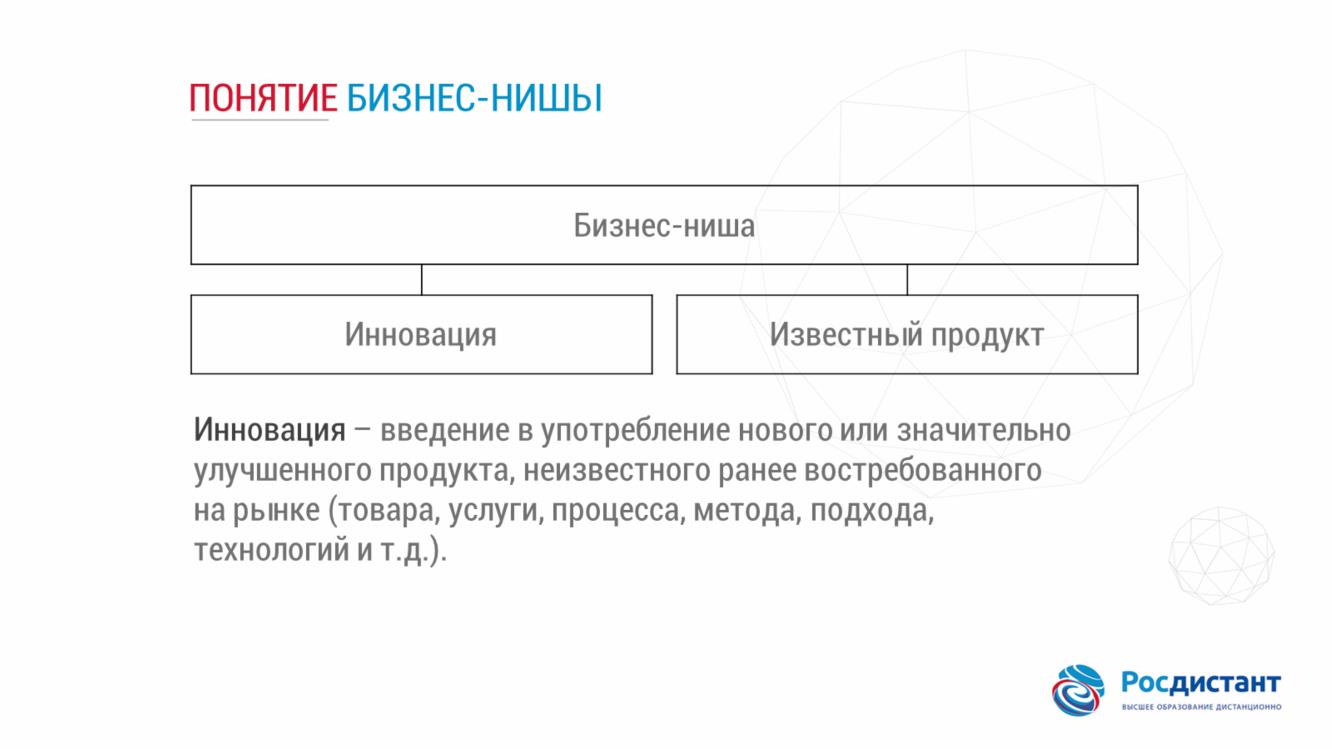 ПОНЯТИЕ БИЗНЕС-НИШЫ
Бизнес-ниша
Инновация
Известный продукт
Инновация – введение в употребление нового или значительно
улучшенного продукта, неизвестного ранее востребованного
на рынке (товара, услуги, процесса, метода, подхода,
технологий и т.д.).
Росдистант
ВЫСШЕЕ ОБРАЗОВАНИЕ ДИСТАНЦИОННО